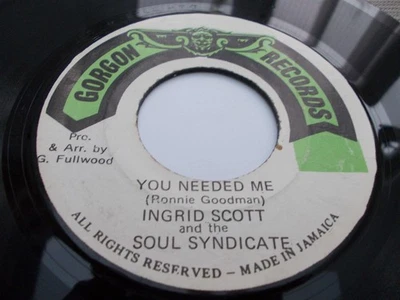 GORGON RECORDS
Pro.
& Arr. by
G. Fullwood
YOU NEEDED ME
(Ronnie Goodman)
INGRID SCOTT
and the
SOUL SYNDICATE
ALL RIGHTS RESERVED - MADE IN JAMAICA